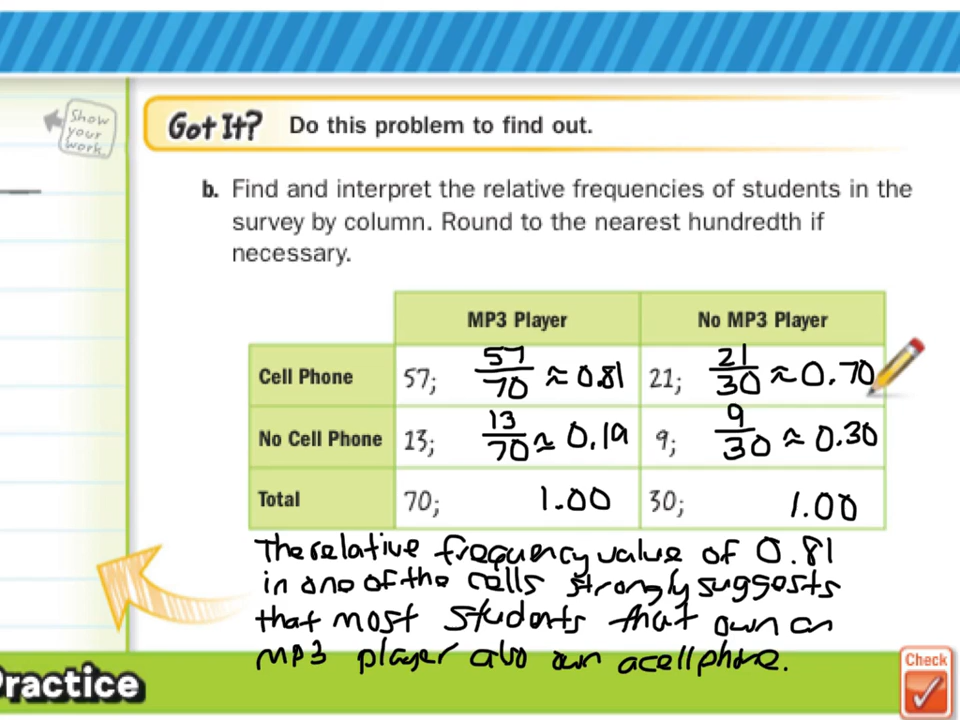 Show
your
work.
Got It? Do this problem to find out.
b. Find and interpret the relative frequencies of students in the
survey by column. Round to the nearest hundredth if
necessary.
MP3 Player No MP3 Player
Cell Phone 57; 57/70 ≈ 0.81 21; 21/30 ≈ 0.70
No Cell Phone 13; 13/70 ≈ 0.19 9; 9/30 ≈ 0.30
Total 70; 1.00 30; 1.00
The relative frequency value of 0.81
in one of the cells strongly suggests
that most students that own an
MP3 player also own a cell phone.
Practice
Check